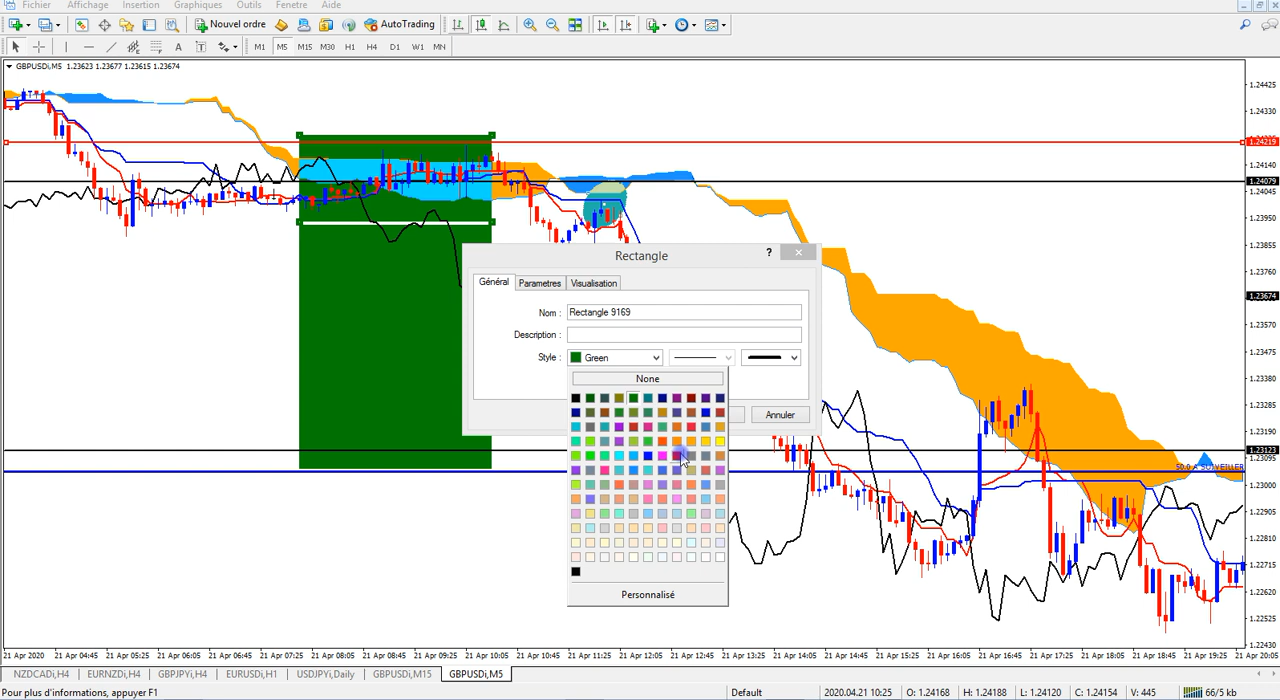 Fichier Affichage Insertion Graphiques Outils Fenetre Aide
Nouvel ordre AutoTrading
A T M1 M5 M15 M30 H1 H4 D1 W1 MN
GBPUSDi,M5 1.23623 1.23677 1.23615 1.23674
1.24425
1.24330
1.24215
1.24140
1.24079
1.24045
1.23950
1.23855
1.23760
1.23674
1.23570
1.23475
1.23380
1.23285
1.23190
1.23123
1.23095
1.23000
1.22905
1.22810
1.22715
1.22620
1.22525
1.22430
50.0 A SURVEILLER
Rectangle ?
Général Parametres Visualisation
Nom : Rectangle 9169
Description :
Style : Green
None
Personnalisé
Annuler
21 Apr 2020 21 Apr 04:45 21 Apr 05:25 21 Apr 06:05 21 Apr 06:45 21 Apr 07:25 21 Apr 08:05 21 Apr 08:45 21 Apr 09:25 21 Apr 10:05 21 Apr 10:45 21 Apr 11:25 21 Apr 12:05 21 Apr 12:45 21 Apr 13:25 21 Apr 14:05 21 Apr 14:45 21 Apr 15:25 21 Apr 16:05 21 Apr 16:45 21 Apr 17:25 21 Apr 18:05 21 Apr 18:45 21 Apr 19:25 21 Apr 20:05
NZDCADi,H4 EURNZDi,H4 GBPJPYi,H4 EURUSDi,H1 USDJPYi,Daily GBPUSDi,M15 GBPUSDi,M5
Pour plus d'informations, appuyer F1 Default 2020.04.21 10:25 O: 1.24168 H: 1.24188 L: 1.24120 C: 1.24154 V: 445 66/5 kb